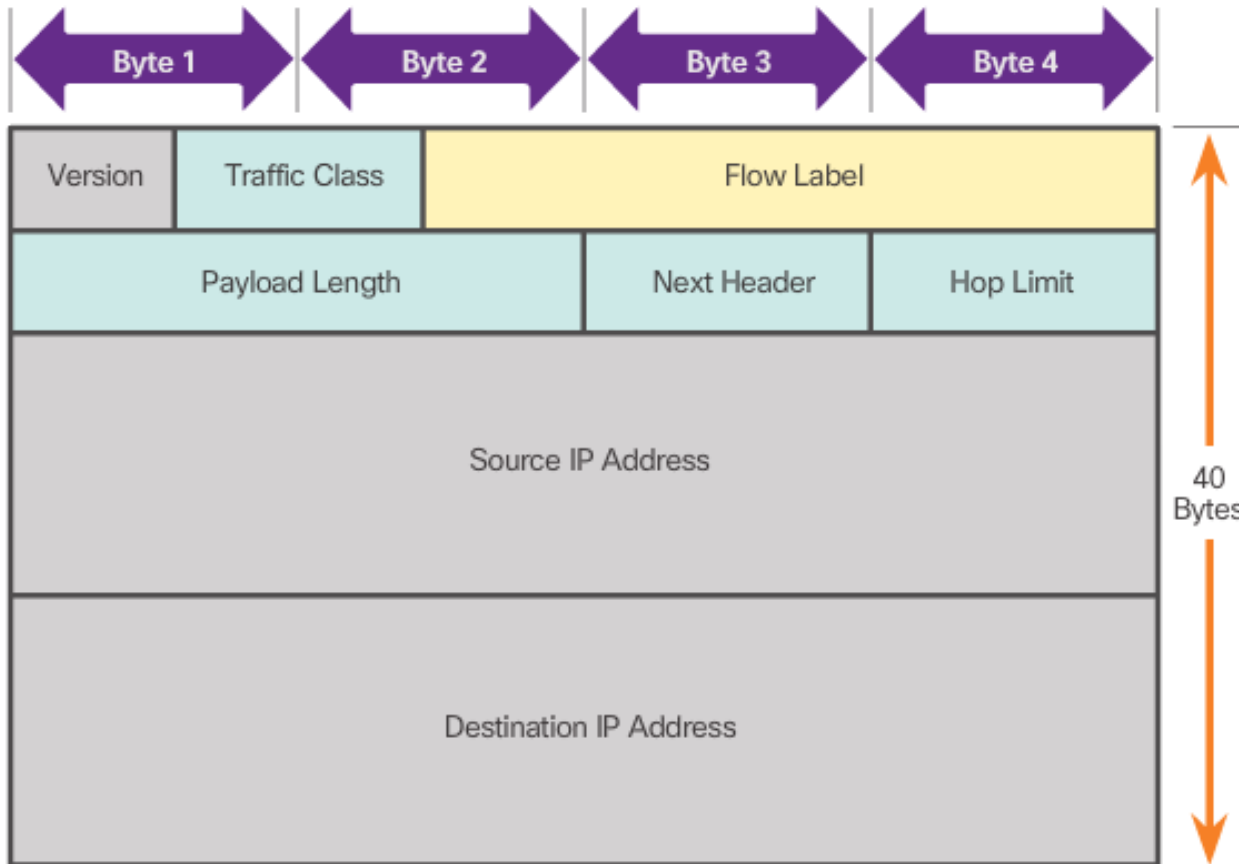 Byte 1 Byte 2 Byte 3 Byte 4
Version Traffic Class Flow Label
Payload Length Next Header Hop Limit
Source IP Address
40
Bytes
Destination IP Address